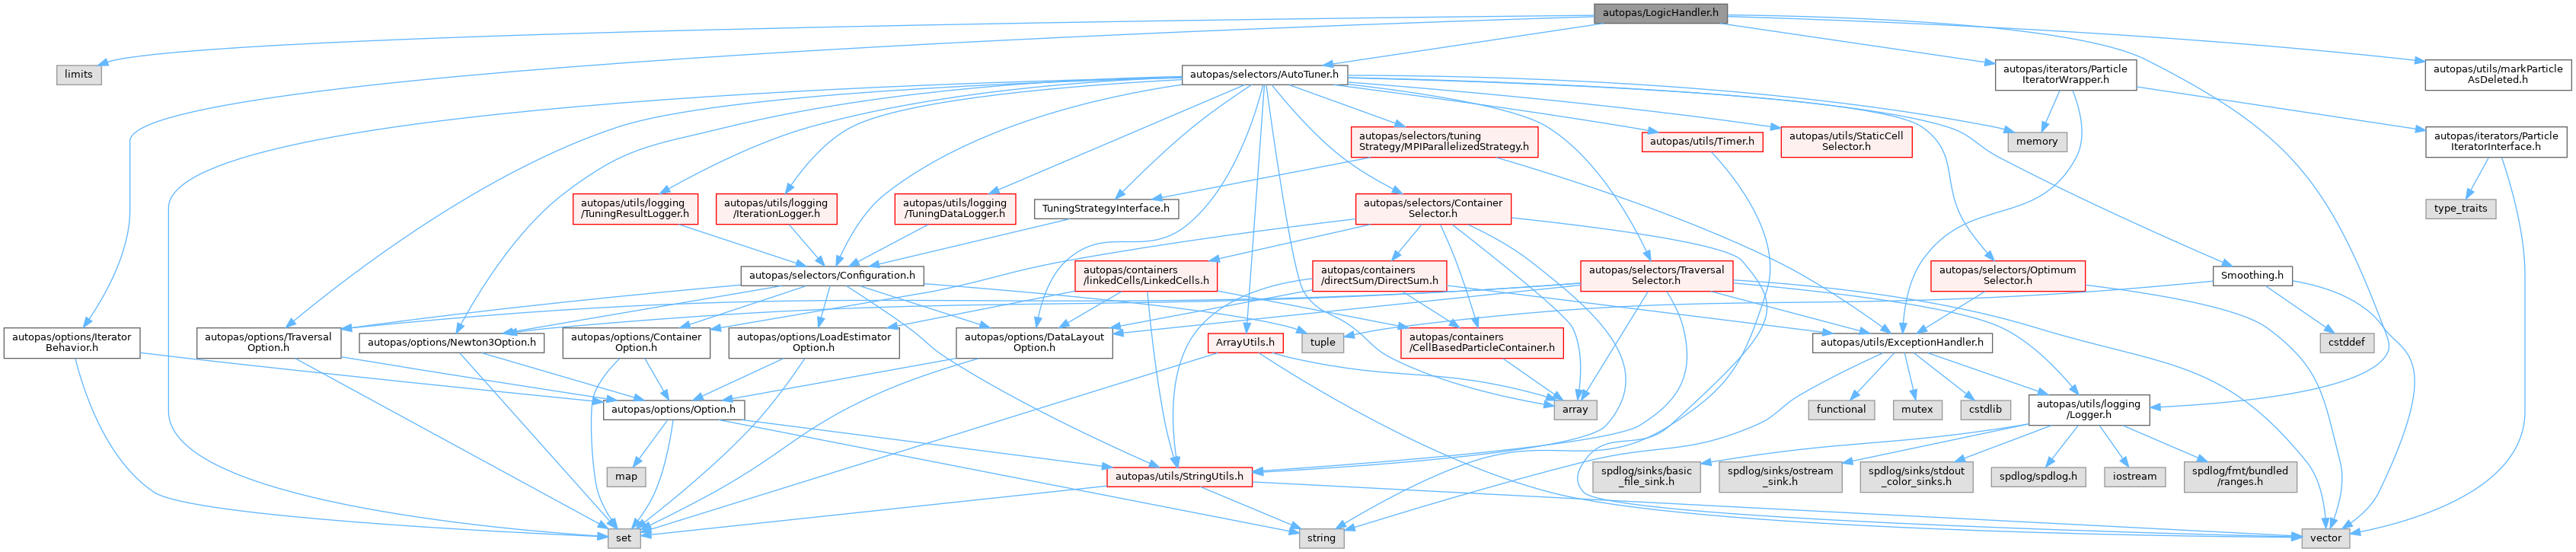 autopas/LogicHandler.h
limits
autopas/selectors/AutoTuner.h
autopas/iterators/Particle
IteratorWrapper.h
autopas/utils/markParticle
AsDeleted.h
autopas/selectors/tuning
Strategy/MPIParallelizedStrategy.h
autopas/utils/Timer.h
autopas/utils/StaticCell
Selector.h
memory
autopas/iterators/Particle
IteratorInterface.h
autopas/utils/logging
/TuningResultLogger.h
autopas/utils/logging
/IterationLogger.h
autopas/utils/logging
/TuningDataLogger.h
TuningStrategyInterface.h
autopas/selectors/Container
Selector.h
type_traits
autopas/selectors/Configuration.h
autopas/containers
/linkedCells/LinkedCells.h
autopas/containers
/directSum/DirectSum.h
autopas/selectors/Traversal
Selector.h
autopas/selectors/Optimum
Selector.h
Smoothing.h
autopas/options/Iterator
Behavior.h
autopas/options/Traversal
Option.h
autopas/options/Newton3Option.h
autopas/options/Container
Option.h
autopas/options/LoadEstimator
Option.h
autopas/options/DataLayout
Option.h
ArrayUtils.h
tuple
autopas/containers
/CellBasedParticleContainer.h
autopas/utils/ExceptionHandler.h
cstddef
autopas/options/Option.h
array
functional
mutex
cstdlib
autopas/utils/logging
/Logger.h
map
autopas/utils/StringUtils.h
spdlog/sinks/basic
_file_sink.h
spdlog/sinks/ostream
_sink.h
spdlog/sinks/stdout
_color_sinks.h
spdlog/spdlog.h
iostream
spdlog/fmt/bundled
/ranges.h
set
string
vector